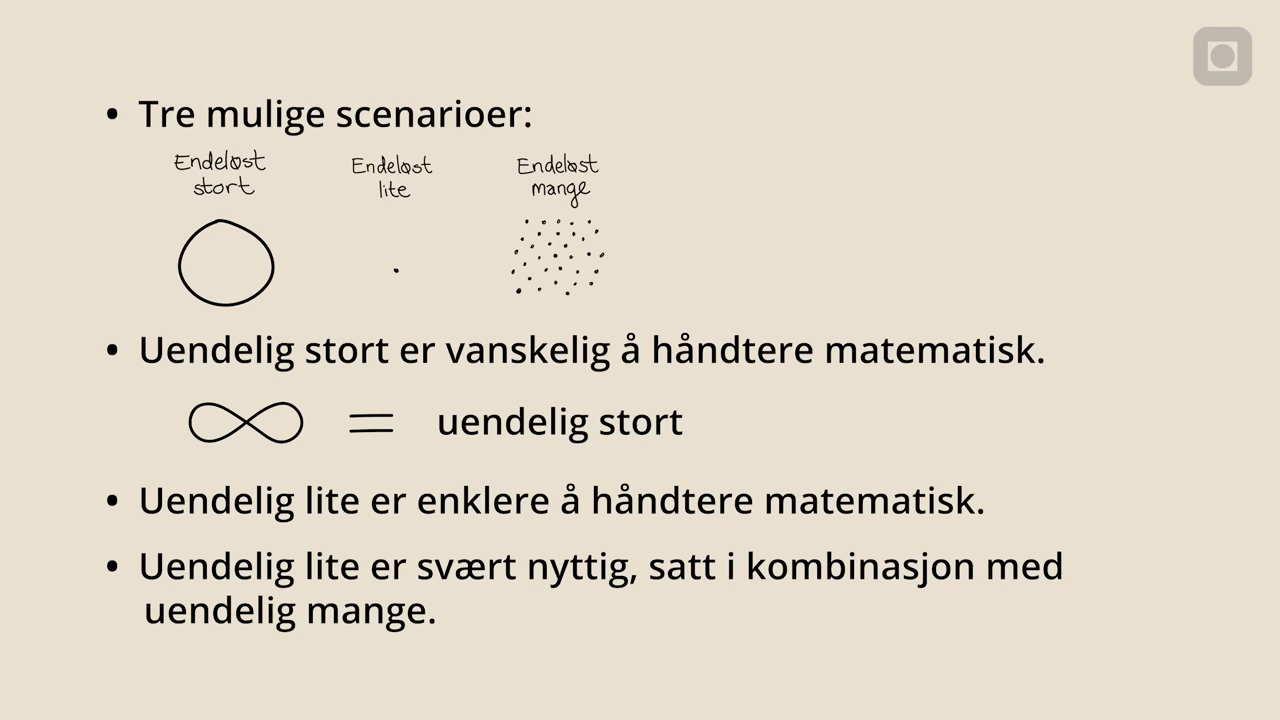 • Tre mulige scenarioer:
Endeløst stort
Endeløst lite
Endeløst mange
• Uendelig stort er vanskelig å håndtere matematisk.
∞ = uendelig stort
• Uendelig lite er enklere å håndtere matematisk.
• Uendelig lite er svært nyttig, satt i kombinasjon med
uendelig mange.